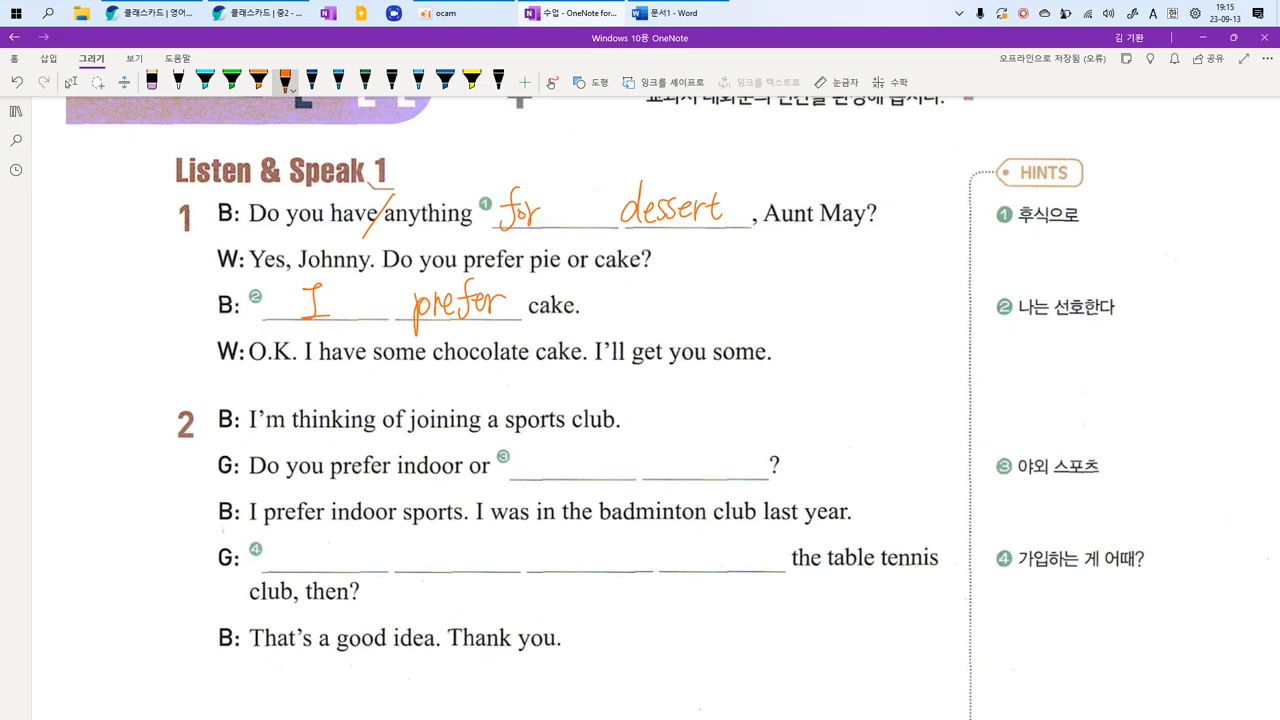 클래스카드 | 영어...
클래스카드 | 중2 - ...
ocam
수업 - OneNote for...
문서1 - Word
A
한
19:15
23-09-13
Windows 10용 OneNote
김 기환
홈 삽입 그리기 보기 도움말
오프라인으로 저장됨 (오류)
공유
도형
잉크를 셰이프로
잉크를 텍스트로
눈금자
수학
Listen & Speak 1
HINTS
1 B: Do you have/anything ① for dessert, Aunt May?
① 후식으로
W: Yes, Johnny. Do you prefer pie or cake?
B: ② I prefer cake.
② 나는 선호한다
W: O.K. I have some chocolate cake. I'll get you some.
2 B: I'm thinking of joining a sports club.
G: Do you prefer indoor or ③ ?
③ 야외 스포츠
B: I prefer indoor sports. I was in the badminton club last year.
G: ④ the table tennis
④ 가입하는 게 어때?
club, then?
B: That's a good idea. Thank you.